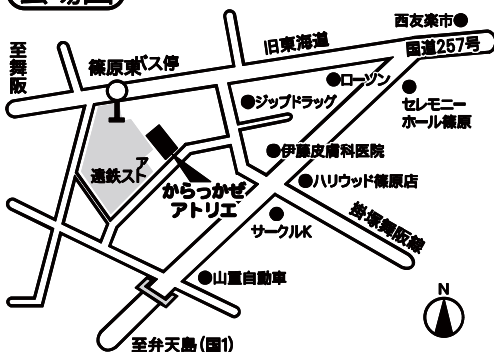 会場図
西友楽市
至舞阪
旧東海道
国道257号
篠原東バス停
ローソン
ジップドラッグ
セレモニー
ホール篠原
伊藤皮膚科医院
遠鉄ストア
からっかぜ
アトリエ
ハリウッド篠原店
掛塚舞阪線
サークルK
山重自動車
N
至弁天島(国1)